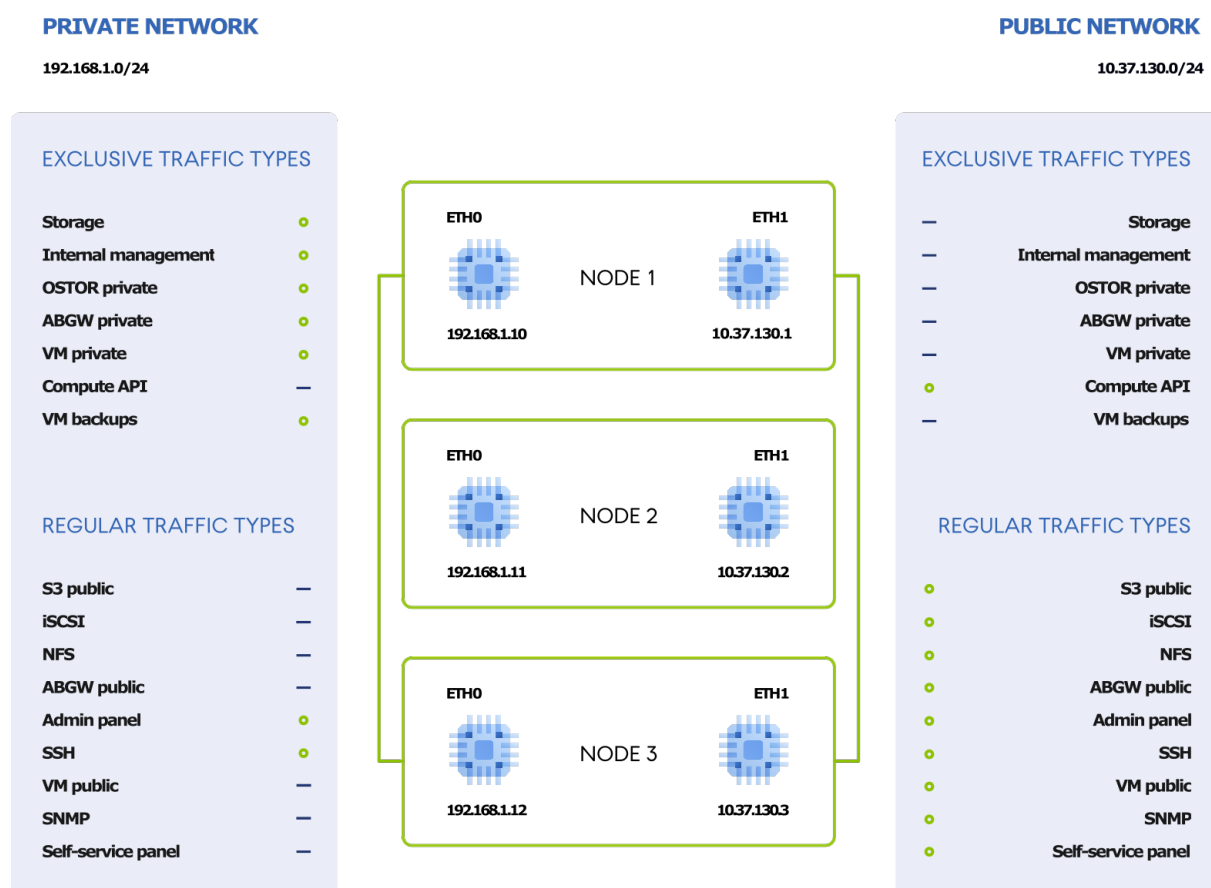 PRIVATE NETWORK
192.168.1.0/24
EXCLUSIVE TRAFFIC TYPES
Storage
Internal management
OSTOR private
ABGW private
VM private
Compute API
VM backups
REGULAR TRAFFIC TYPES
S3 public
iSCSI
NFS
ABGW public
Admin panel
SSH
VM public
SNMP
Self-service panel
ETH0
ETH1
NODE 1
192.168.1.10
10.37.130.1
ETH0
ETH1
NODE 2
192.168.1.11
10.37.130.2
ETH0
ETH1
NODE 3
192.168.1.12
10.37.130.3
PUBLIC NETWORK
10.37.130.0/24
EXCLUSIVE TRAFFIC TYPES
Storage
Internal management
OSTOR private
ABGW private
VM private
Compute API
VM backups
REGULAR TRAFFIC TYPES
S3 public
iSCSI
NFS
ABGW public
Admin panel
SSH
VM public
SNMP
Self-service panel